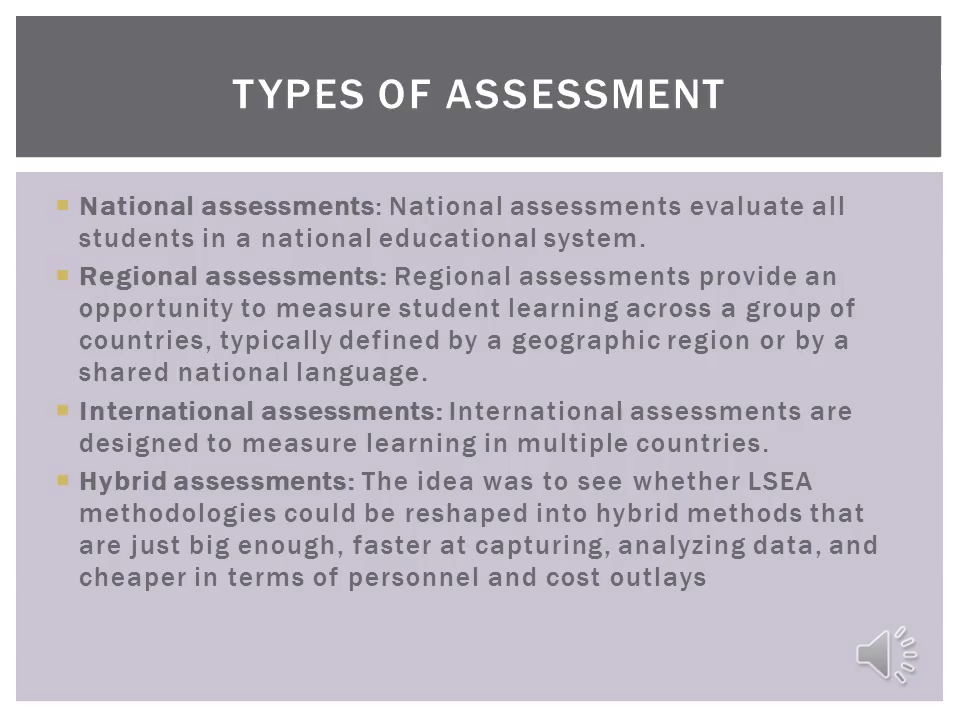 TYPES OF ASSESSMENT
National assessments: National assessments evaluate all
students in a national educational system.
Regional assessments: Regional assessments provide an
opportunity to measure student learning across a group of
countries, typically defined by a geographic region or by a
shared national language.
International assessments: International assessments are
designed to measure learning in multiple countries.
Hybrid assessments: The idea was to see whether LSEA
methodologies could be reshaped into hybrid methods that
are just big enough, faster at capturing, analyzing data, and
cheaper in terms of personnel and cost outlays